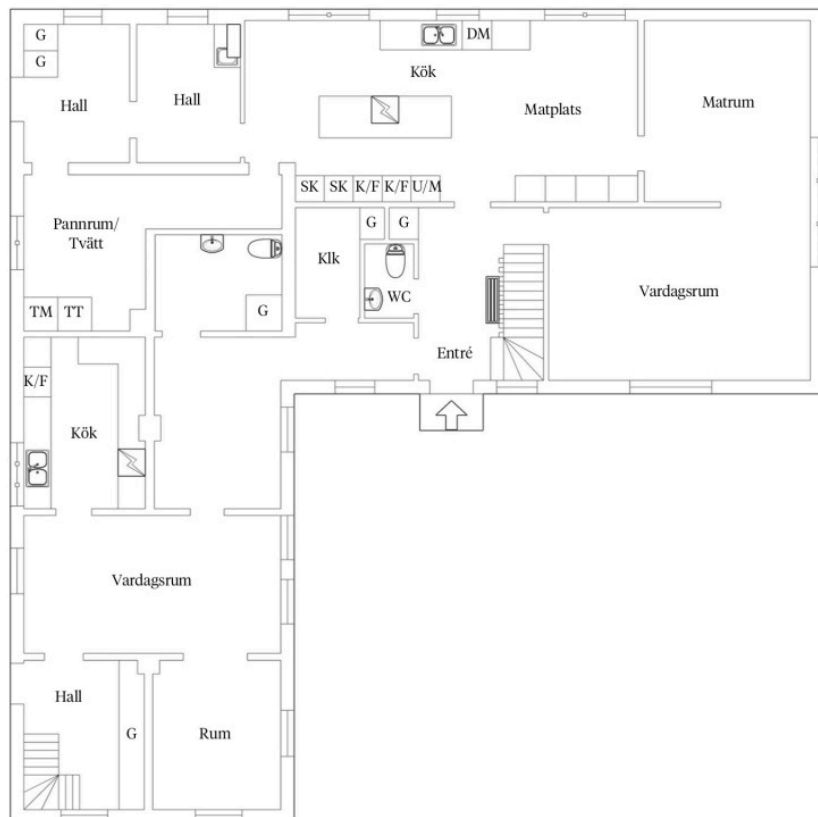 G
G
Hall
Hall
DM
Kök
Matplats
Matrum
SK SK K/F K/F U/M
Pannrum/
Tvätt
G G
Klk
WC
TM TT
G
Vardagsrum
Entré
K/F
Kök
Vardagsrum
Hall
G
Rum